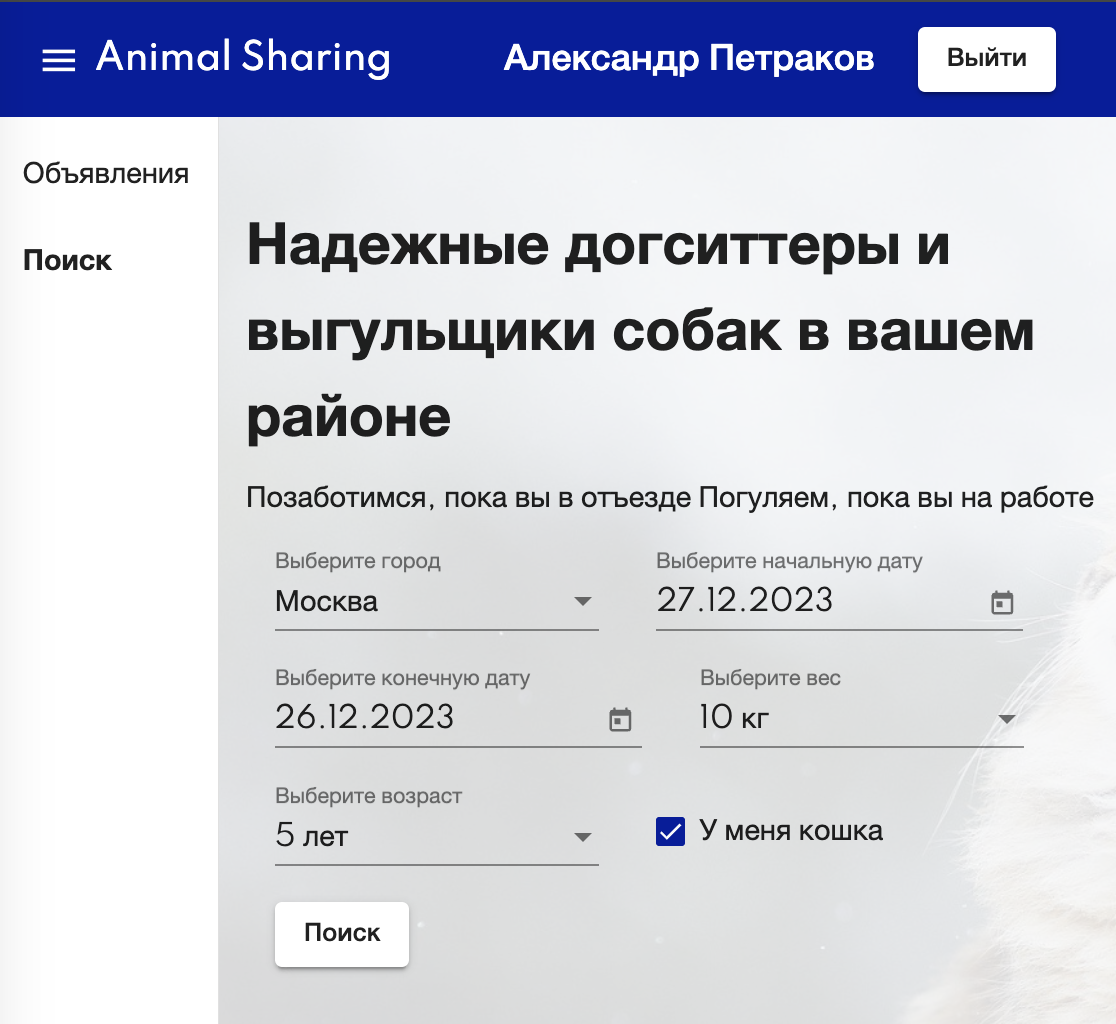 Animal Sharing
Александр Петраков
Выйти
Объявления
Поиск
Надежные догситтеры и
выгульщики собак в вашем
районе
Позаботимся, пока вы в отъезде Погуляем, пока вы на работе
Выберите город
Москва
Выберите начальную дату
27.12.2023
Выберите конечную дату
26.12.2023
Выберите вес
10 кг
Выберите возраст
5 лет
У меня кошка
Поиск